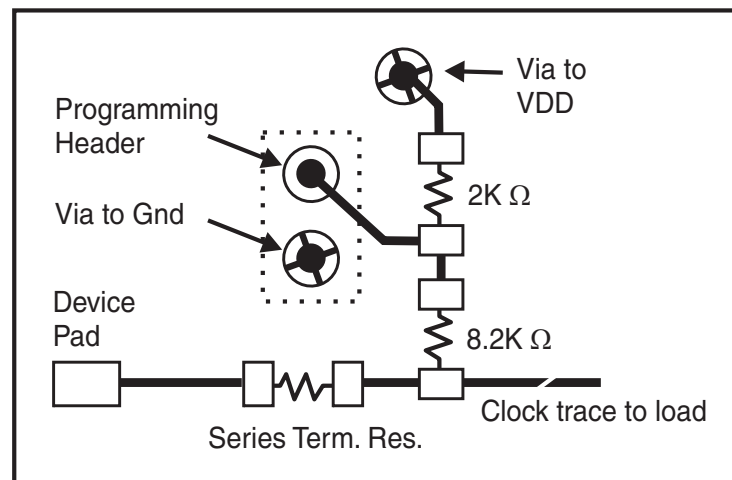 Via to
VDD
Programming
Header
2K Ω
Via to Gnd
Device
Pad
8.2K Ω
Clock trace to load
Series Term. Res.